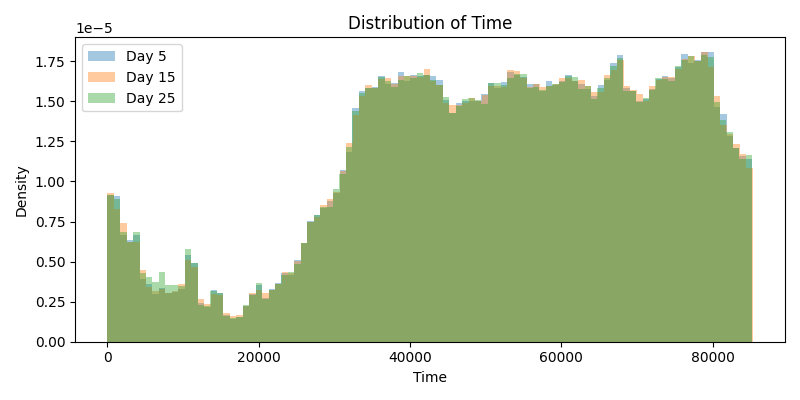 Distribution of Time
1e−5
Day 5
Day 15
Day 25
1.75
1.50
1.25
1.00
0.75
0.50
0.25
0.00
Density
0 20000 40000 60000 80000
Time